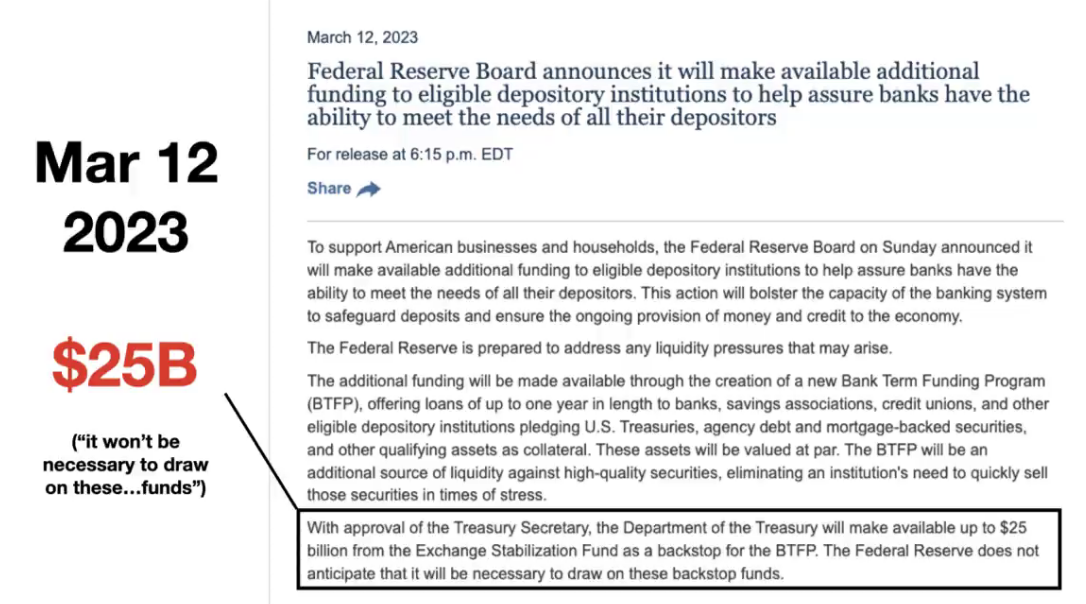 Mar 12
2023
$25B
(“it won’t be
necessary to draw
on these...funds”)
March 12, 2023
Federal Reserve Board announces it will make available additional
funding to eligible depository institutions to help assure banks have the
ability to meet the needs of all their depositors
For release at 6:15 p.m. EDT
Share
To support American businesses and households, the Federal Reserve Board on Sunday announced it
will make available additional funding to eligible depository institutions to help assure banks have the
ability to meet the needs of all their depositors. This action will bolster the capacity of the banking system
to safeguard deposits and ensure the ongoing provision of money and credit to the economy.
The Federal Reserve is prepared to address any liquidity pressures that may arise.
The additional funding will be made available through the creation of a new Bank Term Funding Program
(BTFP), offering loans of up to one year in length to banks, savings associations, credit unions, and other
eligible depository institutions pledging U.S. Treasuries, agency debt and mortgage-backed securities,
and other qualifying assets as collateral. These assets will be valued at par. The BTFP will be an
additional source of liquidity against high-quality securities, eliminating an institution's need to quickly sell
those securities in times of stress.
With approval of the Treasury Secretary, the Department of the Treasury will make available up to $25
billion from the Exchange Stabilization Fund as a backstop for the BTFP. The Federal Reserve does not
anticipate that it will be necessary to draw on these backstop funds.